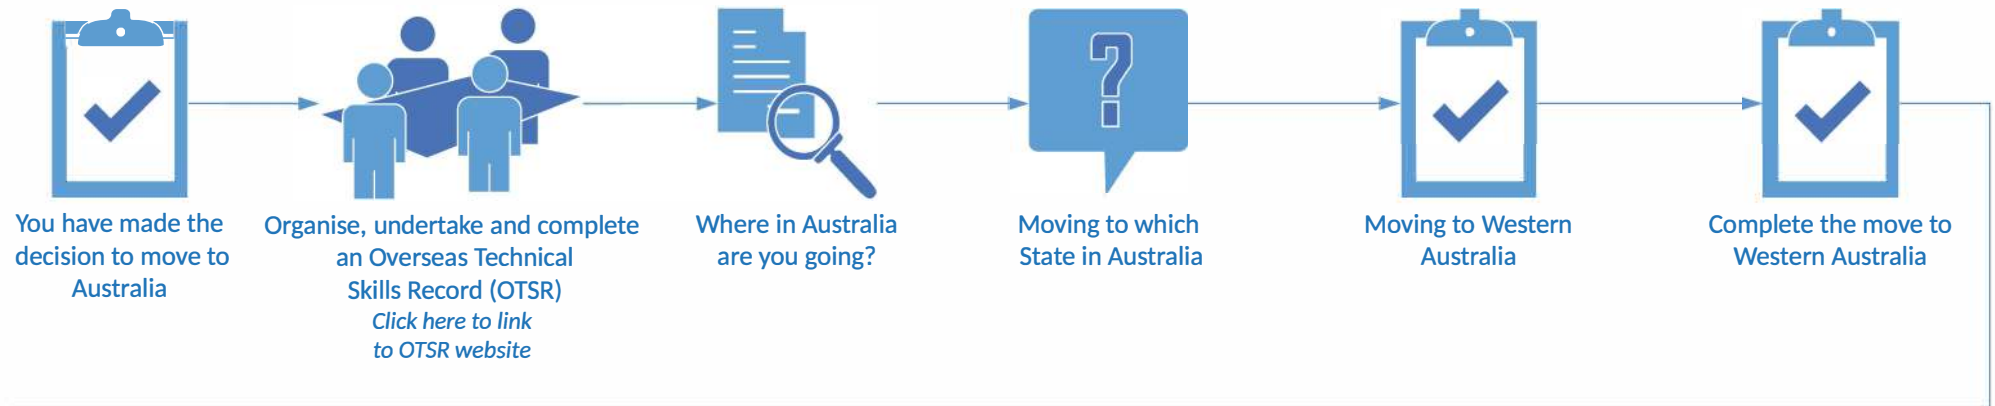 You have made the
decision to move to
Australia
Organise, undertake and complete
an Overseas Technical
Skills Record (OTSR)
Click here to link
to OTSR website
Where in Australia
are you going?
?
Moving to which
State in Australia
Moving to Western
Australia
Complete the move to
Western Australia